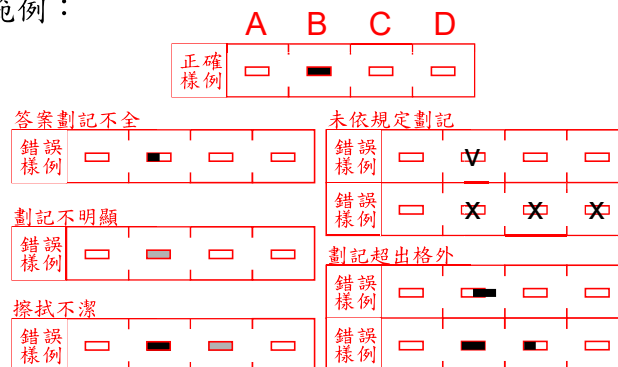 範例：
A B C D
正確
樣例
答案劃記不全
錯誤
樣例
劃記不明顯
錯誤
樣例
擦拭不潔
錯誤
樣例
未依規定劃記
錯誤
樣例
V
錯誤
樣例
X X X
劃記超出格外
錯誤
樣例
錯誤
樣例